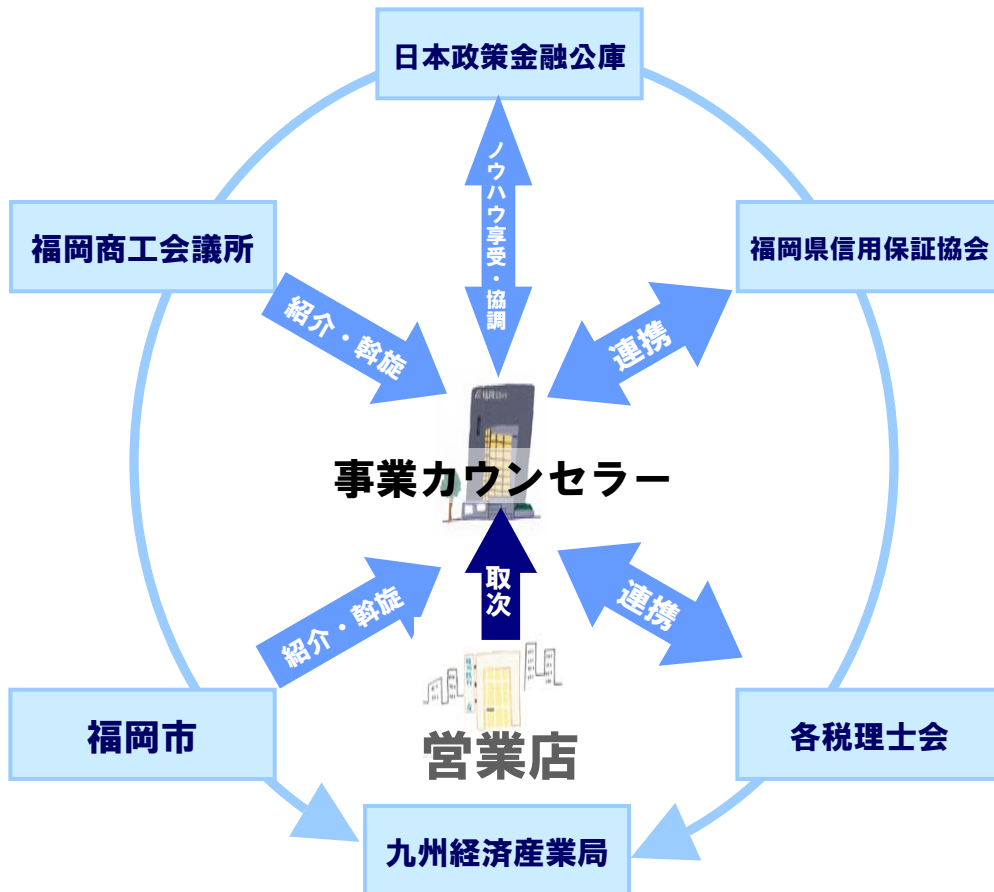 日本政策金融公庫
ノウハウ享受・協調
福岡商工会議所
福岡県信用保証協会
紹介・斡旋
連携
事業カウンセラー
取次
紹介・斡旋
連携
福岡市
営業店
各税理士会
九州経済産業局